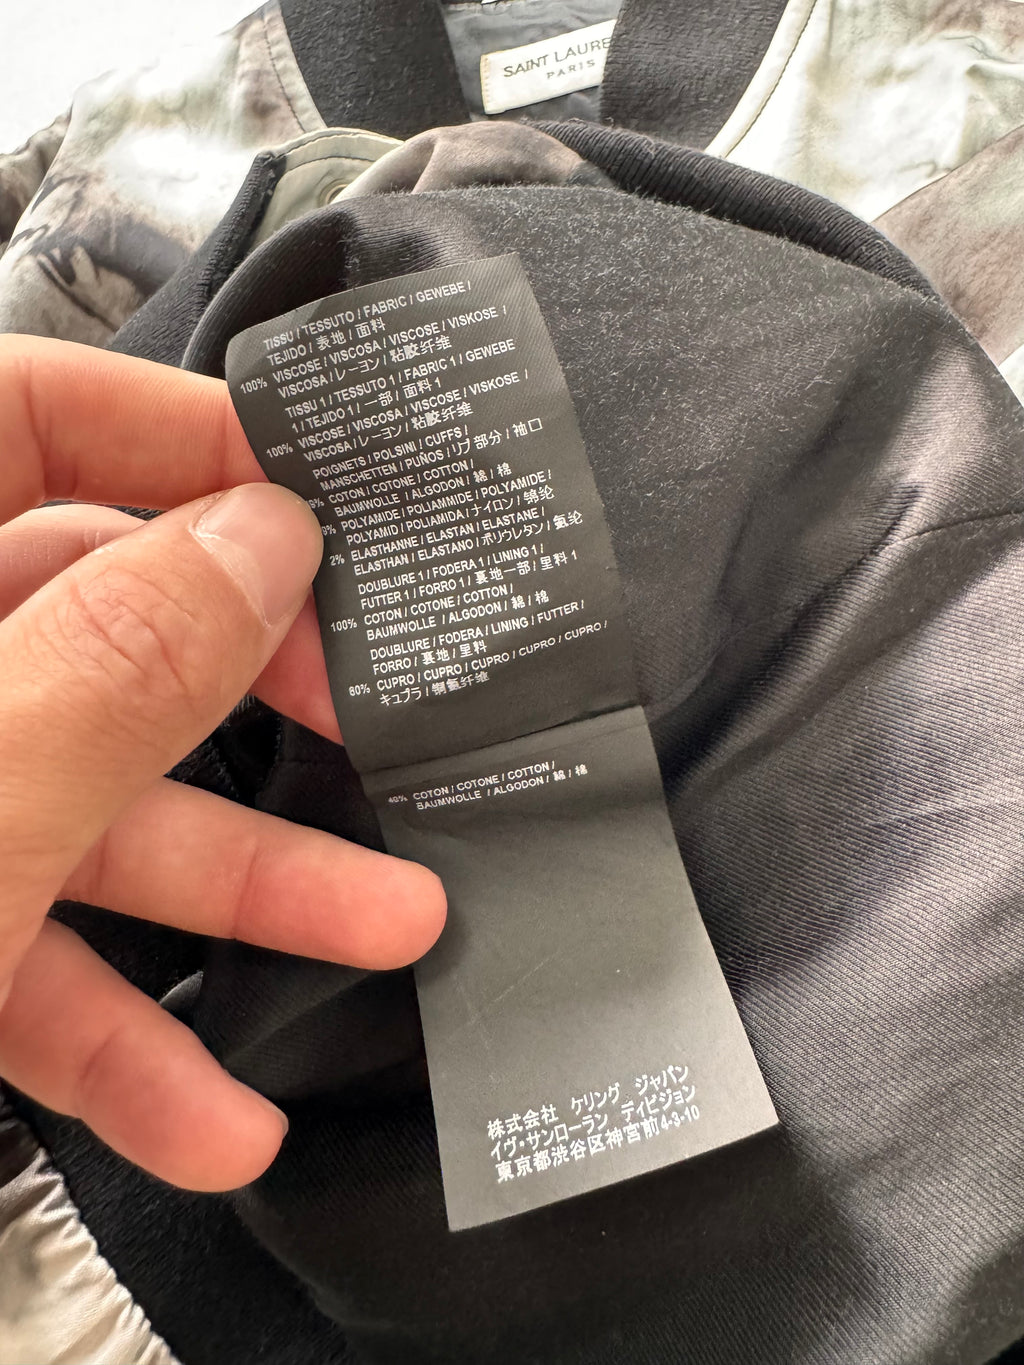 SAINT LAURE
PARIS
TISSU / TESSUTO / FABRIC / GEWEBE /
TEJIDO / 表地 / 面料
100% VISCOSE / VISCOSA / VISCOSE / VISKOSE /
VISCOSA / レーヨン / 粘胶纤维
TISSU 1 / TESSUTO 1 / FABRIC 1 / GEWEBE
1 / TEJIDO 1 / 一部 / 面料 1
100% VISCOSE / VISCOSA / VISCOSE / VISKOSE /
VISCOSA / レーヨン / 粘胶纤维
POIGNETS / POLSINI / CUFFS /
MANSCHETTEN / PUÑOS / リブ部分 / 袖口
9% COTON / COTONE / COTTON /
BAUMWOLLE / ALGODON / 綿 / 棉
9% POLYAMIDE / POLIAMMIDE / POLYAMIDE /
POLYAMID / POLIAMIDA / ナイロン / 锦纶
2% ELASTHANNE / ELASTAN / ELASTANE /
ELASTHAN / ELASTANO / ポリウレタン / 氨纶
DOUBLURE 1 / FODERA 1 / LINING 1 /
FUTTER 1 / FORRO 1 / 裏地一部 / 里料 1
100% COTON / COTONE / COTTON /
BAUMWOLLE / ALGODON / 綿 / 棉
DOUBLURE / FODERA / LINING / FUTTER /
FORRO / 裏地 / 里料
60% CUPRO / CUPRO / CUPRO / CUPRO / CUPRO /
キュプラ / 铜氨纤维
40% COTON / COTONE / COTTON /
BAUMWOLLE / ALGODON / 綿 / 棉
株式会社 ケリング ジャパン
イヴ・サンローラン ディビジョン
東京都渋谷区神宮前4-3-10